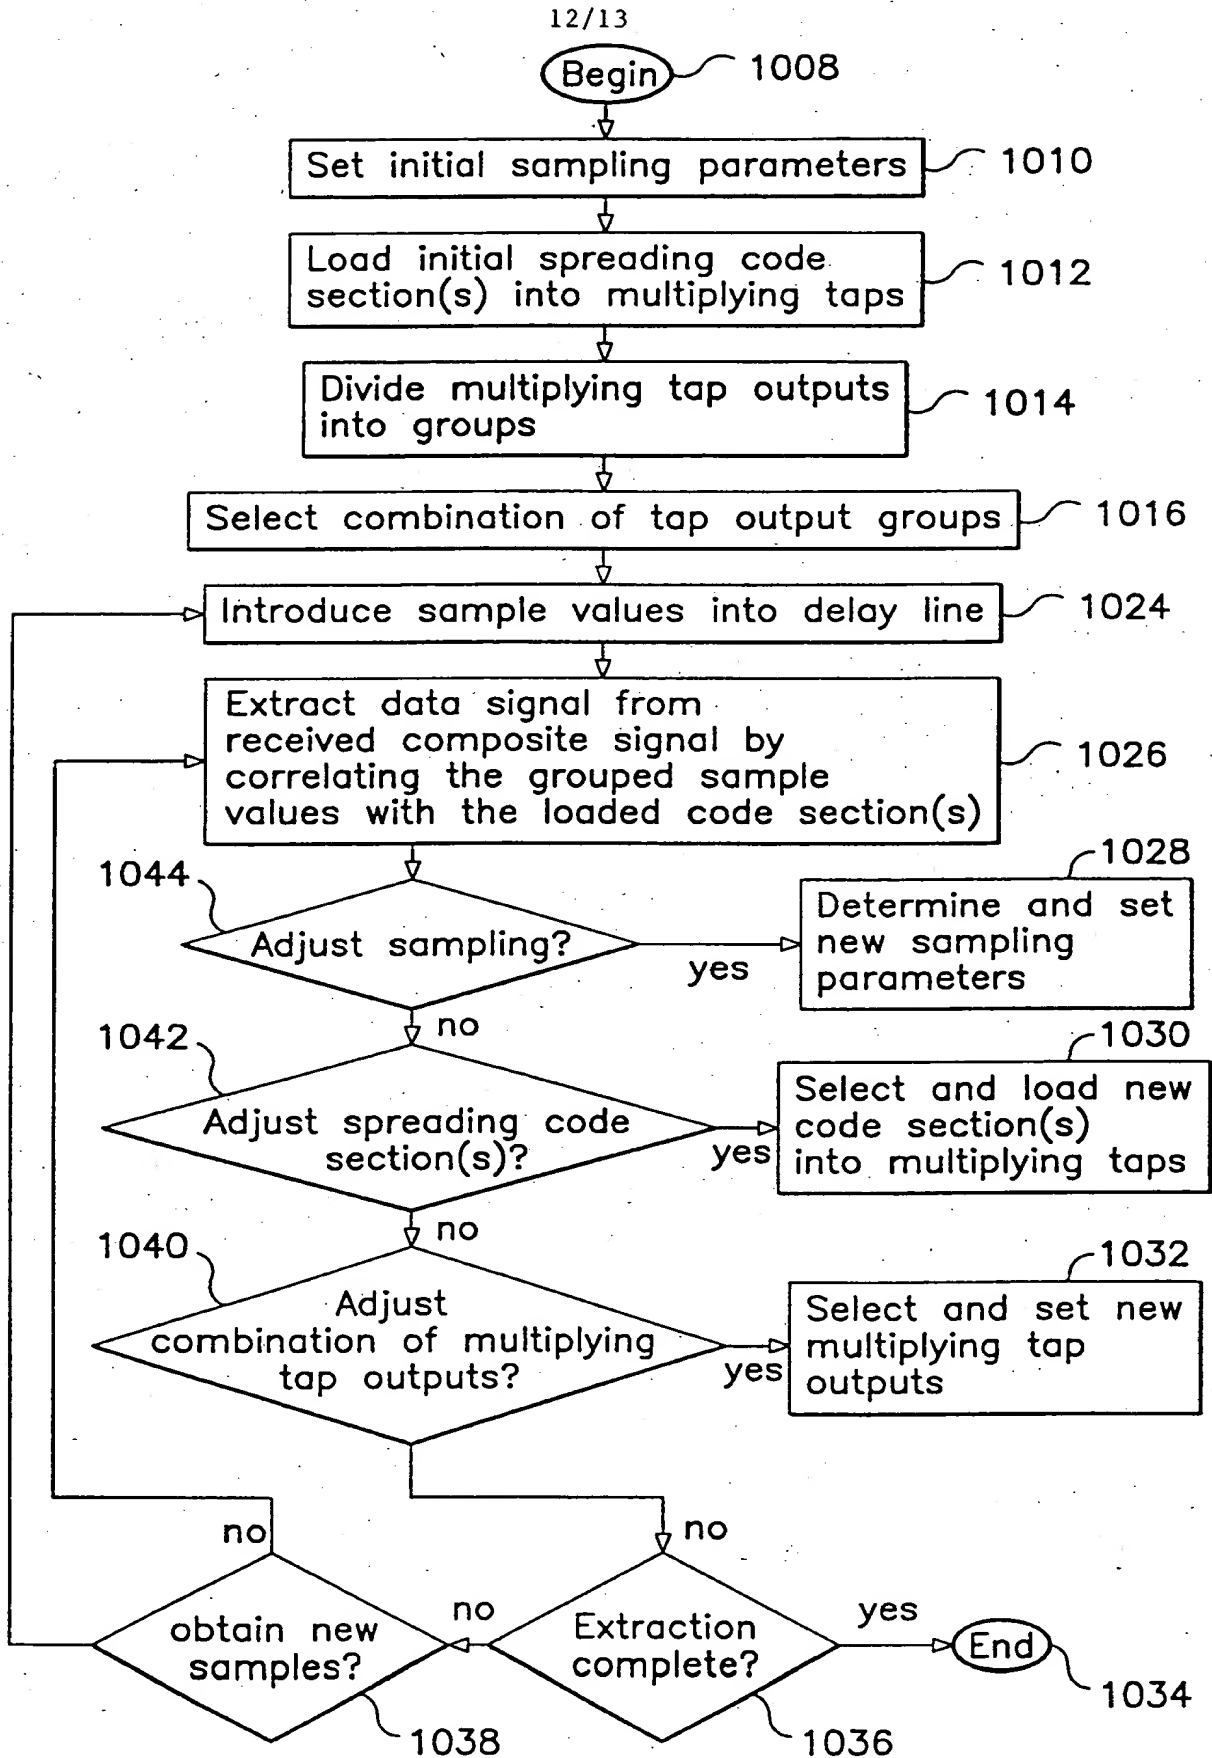 12/13
Begin
1008
Set initial sampling parameters
1010
Load initial spreading code
section(s) into multiplying taps
1012
Divide multiplying tap outputs
into groups
1014
Select combination of tap output groups
1016
Introduce sample values into delay line
1024
Extract data signal from
received composite signal by
correlating the grouped sample
values with the loaded code section(s)
1026
1044
Adjust sampling?
yes
1028
Determine and set
new sampling
parameters
no
1042
Adjust spreading code
section(s)?
yes
1030
Select and load new
code section(s)
into multiplying taps
no
1040
Adjust
combination of multiplying
tap outputs?
yes
1032
Select and set new
multiplying tap
outputs
no
no
obtain new
samples?
1038
no
Extraction
complete?
1036
yes
End
1034